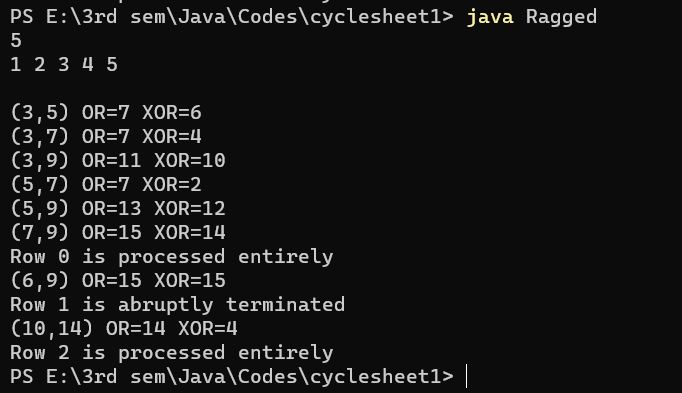 PS E:\3rd sem\Java\Codes\cyclesheet1> java Ragged
5
1 2 3 4 5
(3,5) OR=7 XOR=6
(3,7) OR=7 XOR=4
(3,9) OR=11 XOR=10
(5,7) OR=7 XOR=2
(5,9) OR=13 XOR=12
(7,9) OR=15 XOR=14
Row 0 is processed entirely
(6,9) OR=15 XOR=15
Row 1 is abruptly terminated
(10,14) OR=14 XOR=4
Row 2 is processed entirely
PS E:\3rd sem\Java\Codes\cyclesheet1>